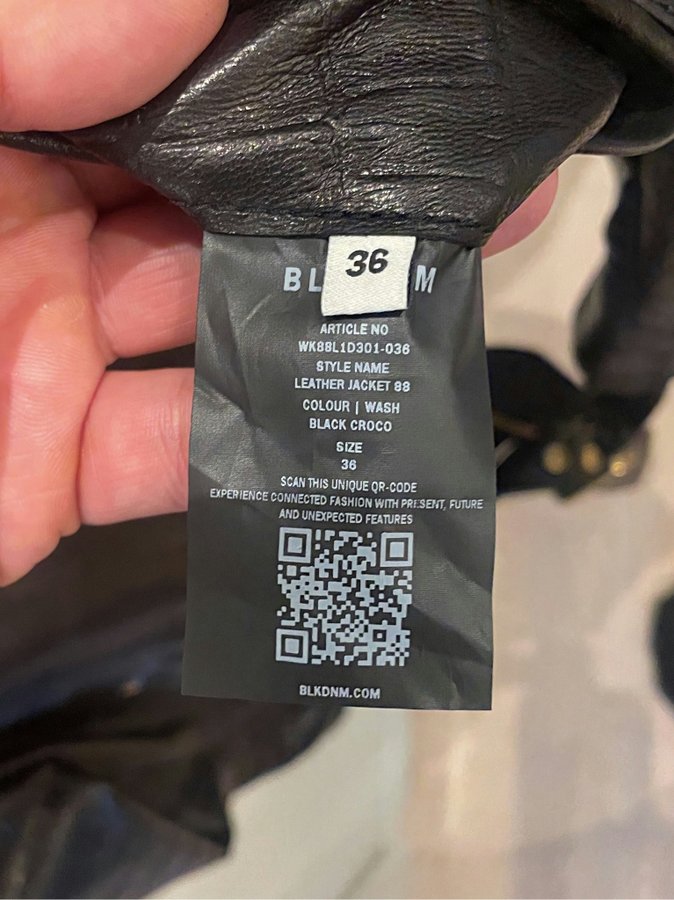 36
BL M
ARTICLE NO
WK88L1D301-036
STYLE NAME
LEATHER JACKET 88
COLOUR | WASH
BLACK CROCO
SIZE
36
SCAN THIS UNIQUE QR-CODE
EXPERIENCE CONNECTED FASHION WITH PRESENT, FUTURE
AND UNEXPECTED FEATURES
BLKDNM.COM